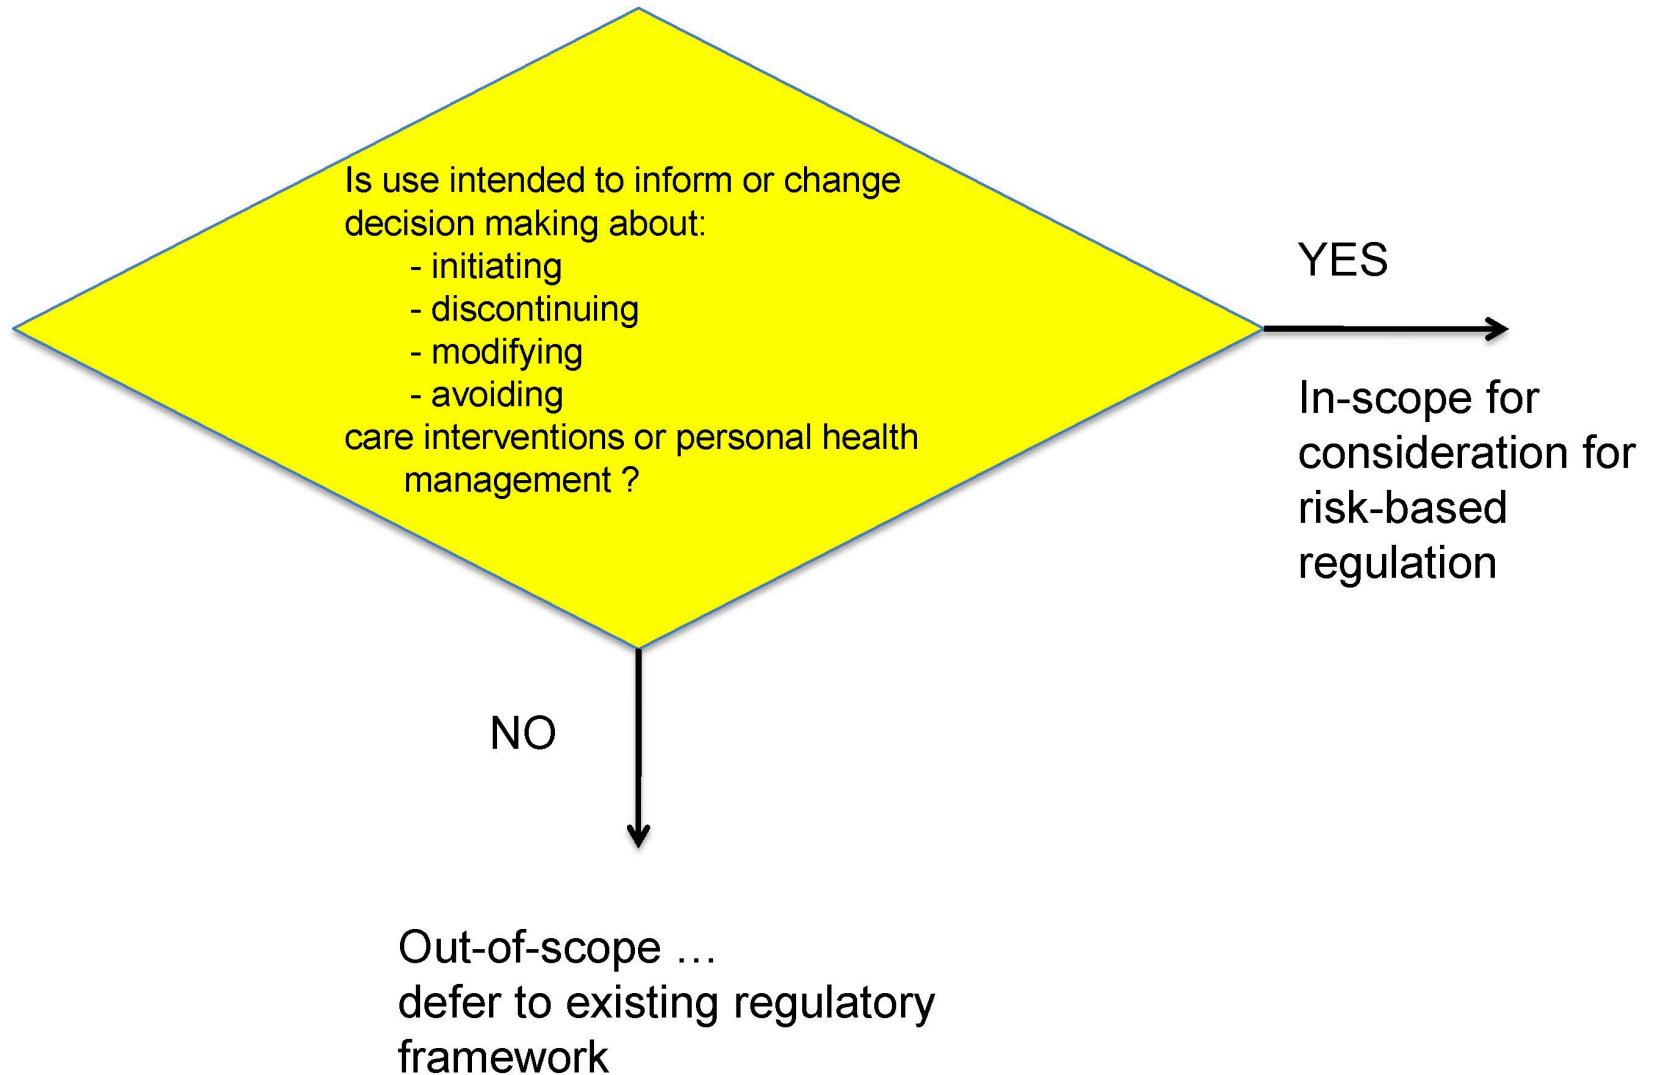 Is use intended to inform or change
decision making about:
- initiating
- discontinuing
- modifying
- avoiding
care interventions or personal health
management ?
YES
In-scope for
consideration for
risk-based
regulation
NO
Out-of-scope …
defer to existing regulatory
framework